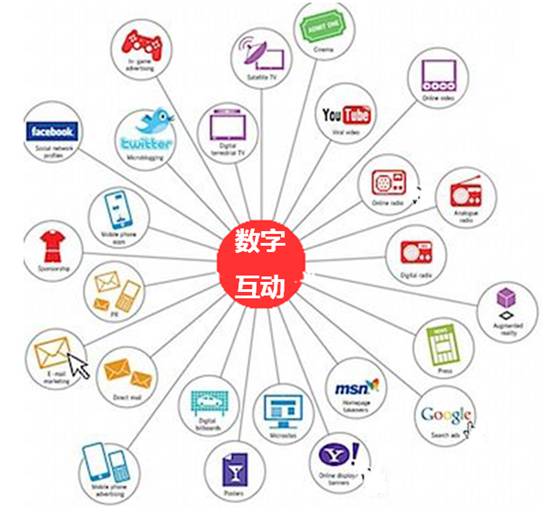 ADMIT ONE
Cinema
In-game
advertising
Satellite TV
Online video
facebook
Social network
profiles
twitter
Microblogging
Digital
terrestrial TV
YouTube
Viral video
Online radio
Analogue
radio
Mobile phone
Sponsorship
数字
互动
Digital radio
PR
Augmented
reality
NEWS
Press
E-mail
marketing
Direct mail
Digital
billboards
Microsites
msn
Homepage
takeovers
Google
Search ads
Mobile phone
advertising
Posters
Y!
Online display
banners